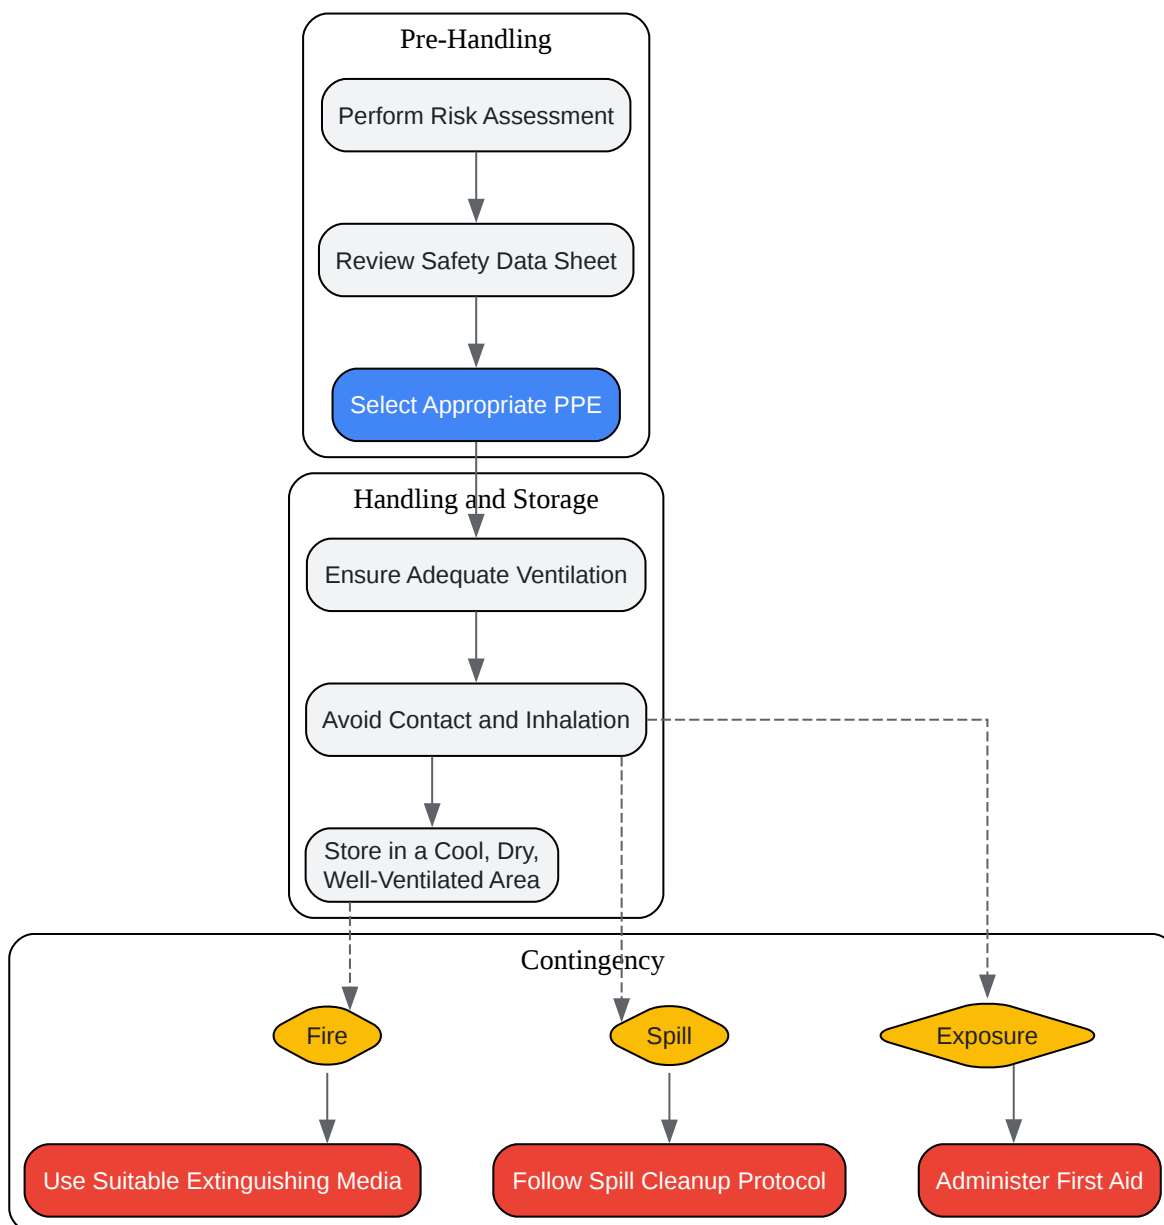 Pre-Handling
Perform Risk Assessment
Review Safety Data Sheet
Select Appropriate PPE
Handling and Storage
Ensure Adequate Ventilation
Avoid Contact and Inhalation
Store in a Cool, Dry,
Well-Ventilated Area
Contingency
Fire
Spill
Exposure
Use Suitable Extinguishing Media
Follow Spill Cleanup Protocol
Administer First Aid